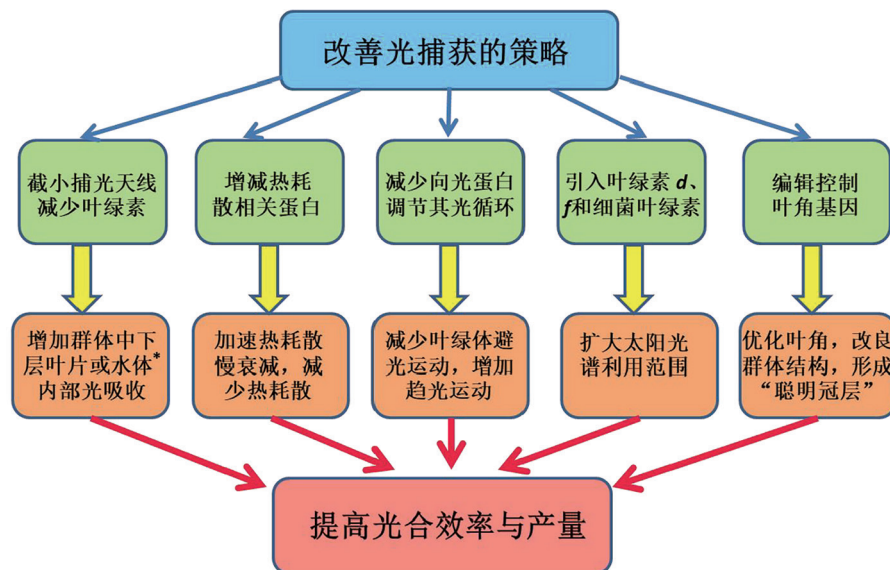 改善光捕获的策略
截小捕光天线
减少叶绿素
增减热耗
散相关蛋白
减少向光蛋白
调节其光循环
引入叶绿素 d、
f和细菌叶绿素
编辑控制
叶角基因
增加群体中下
层叶片或水体*
内部光吸收
加速热耗散
慢衰减，减
少热耗散
减少叶绿体避
光运动，增加
趋光运动
扩大太阳光
谱利用范围
优化叶角，改良
群体结构，形成
“聪明冠层”
提高光合效率与产量